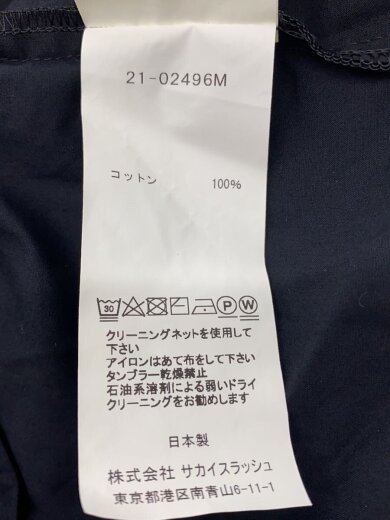 21-02496M
コットン 100%
30 P W
クリーニングネットを使用して
下さい
アイロンはあて布をして下さい
タンブラー乾燥禁止
石油系溶剤による弱いドライ
クリーニングをお勧めします
日本製
株式会社 サカイスラッシュ
東京都港区南青山6-11-1